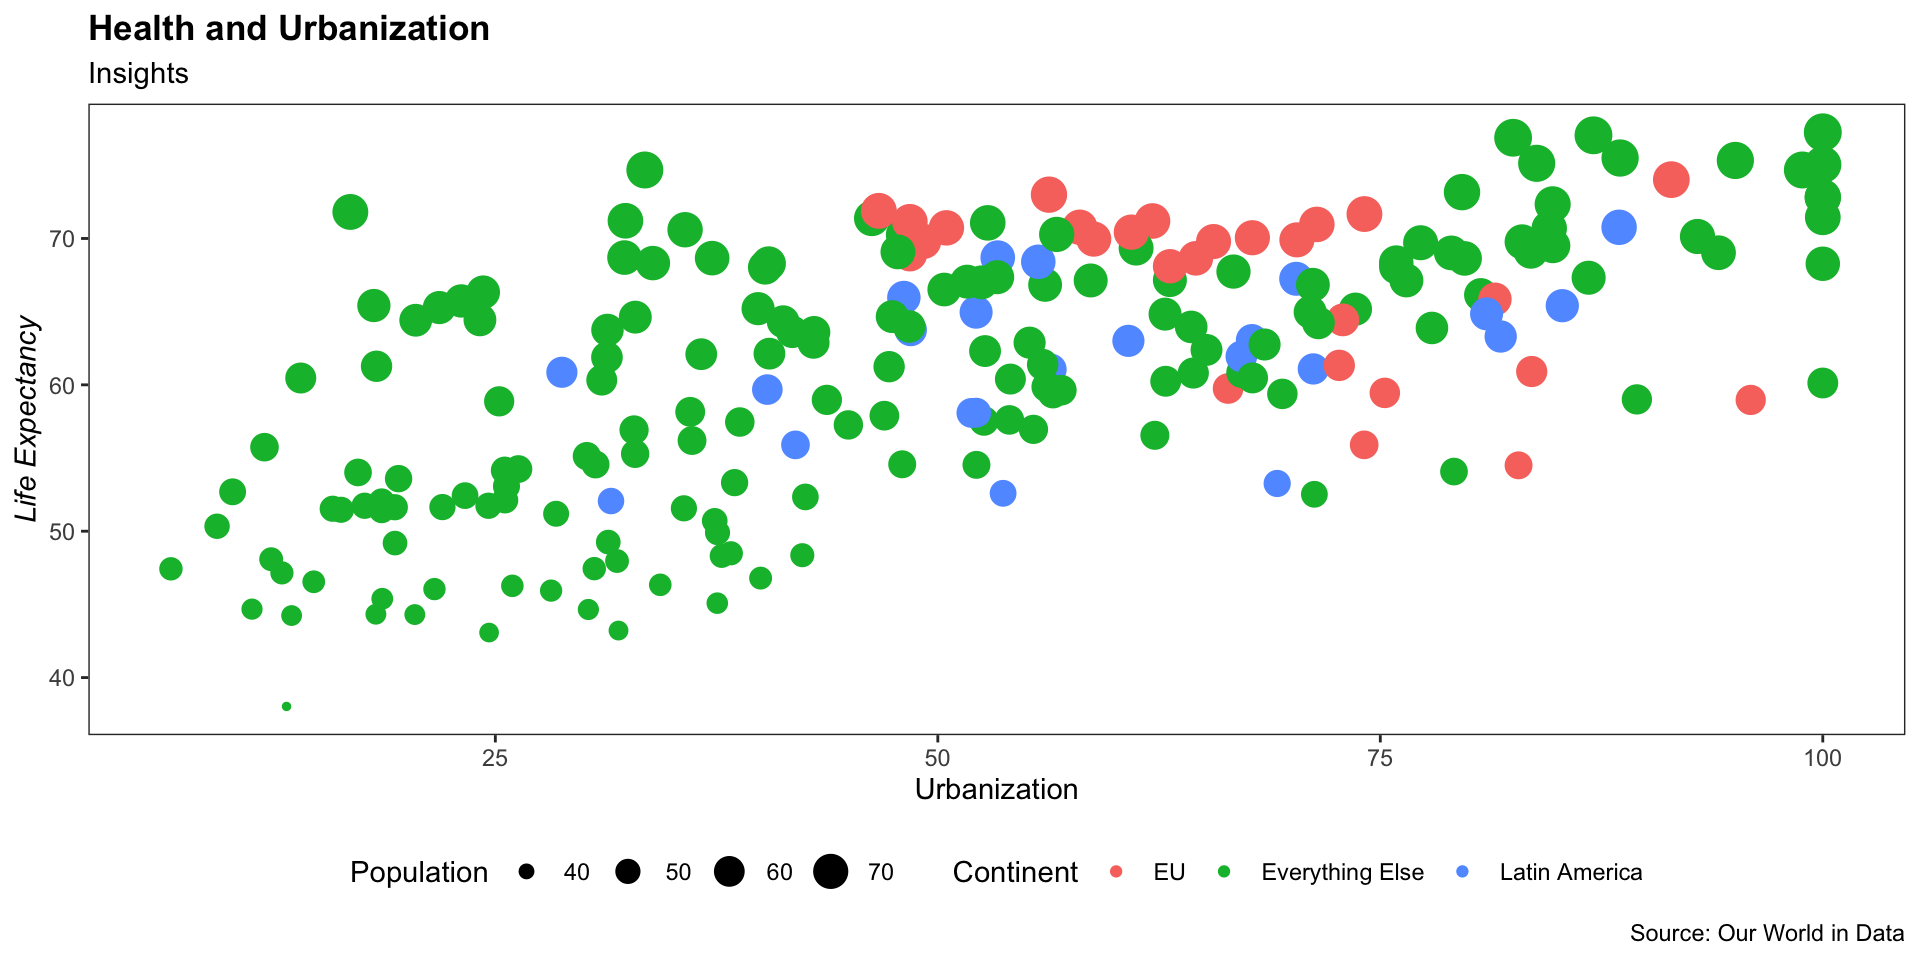 Health and Urbanization
Insights
Life Expectancy
70
60
50
40
25 50 75 100
Urbanization
Population 40 50 60 70 Continent EU Everything Else Latin America
Source: Our World in Data